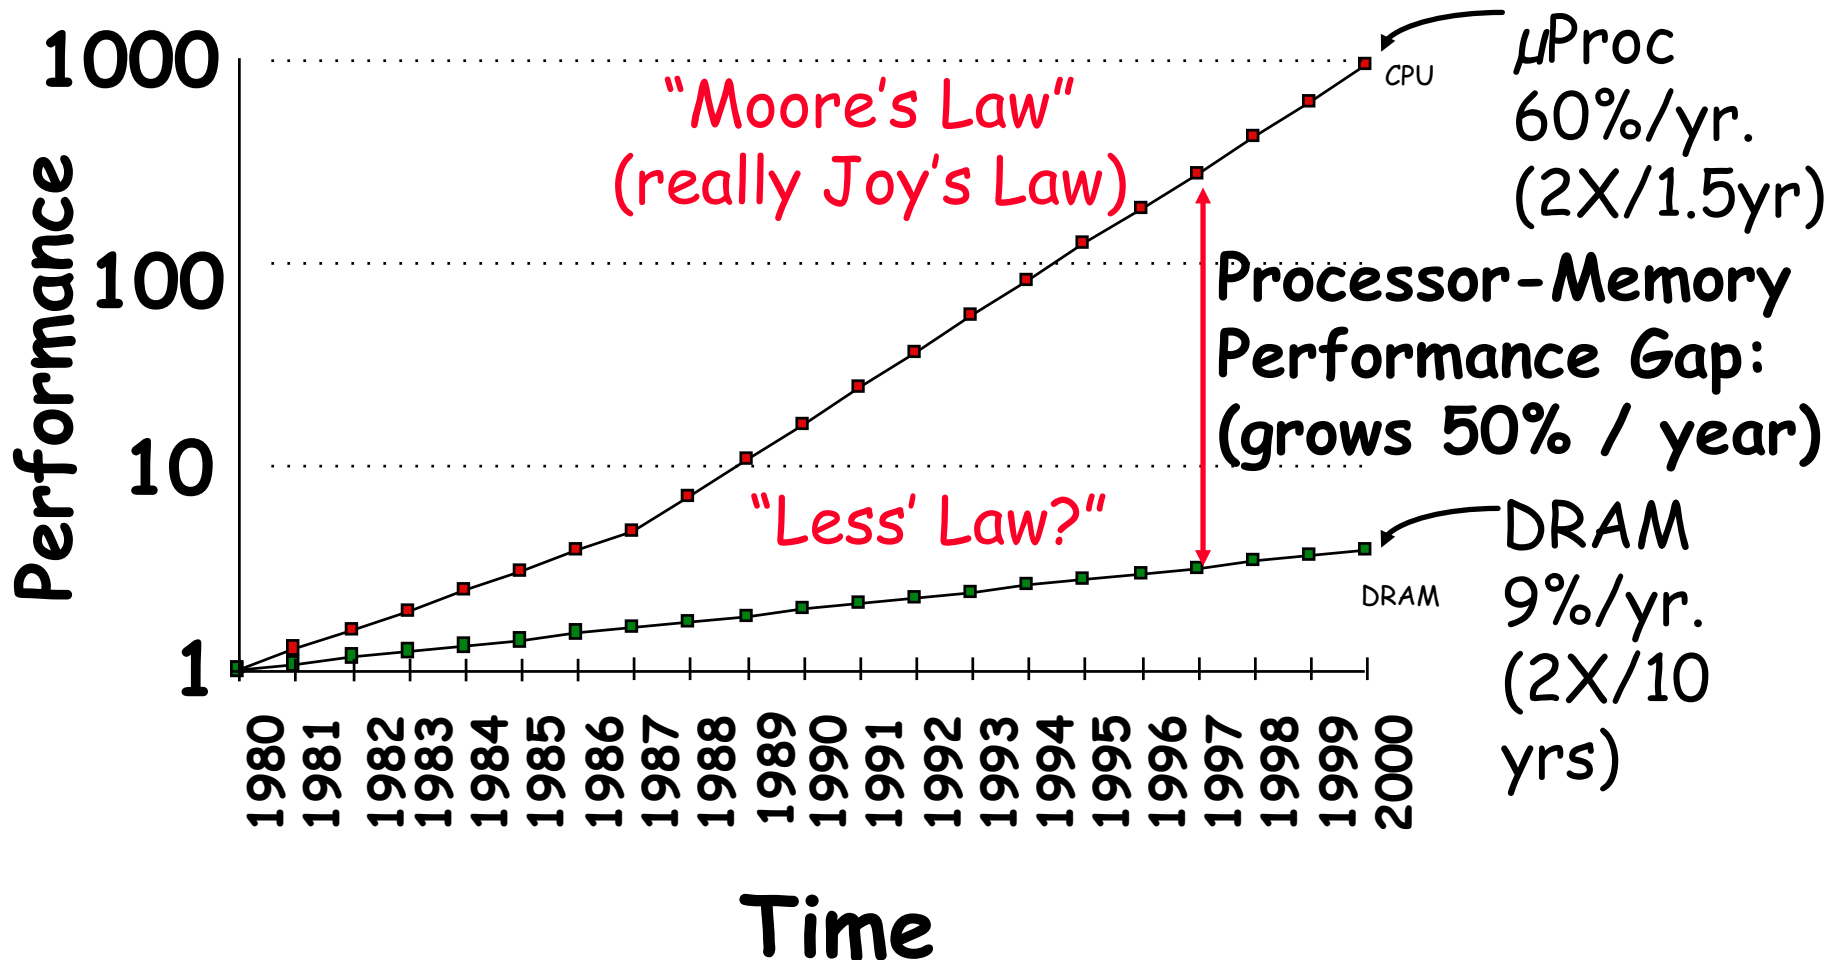 1000
100
10
1
Performance
“Moore’s Law”
(really Joy’s Law)
“Less’ Law?”
CPU
µProc
60%/yr.
(2X/1.5yr)
Processor-Memory
Performance Gap:
(grows 50% / year)
DRAM
DRAM
9%/yr.
(2X/10
yrs)
1980
1981
1982
1983
1984
1985
1986
1987
1988
1989
1990
1991
1992
1993
1994
1995
1996
1997
1998
1999
2000
Time